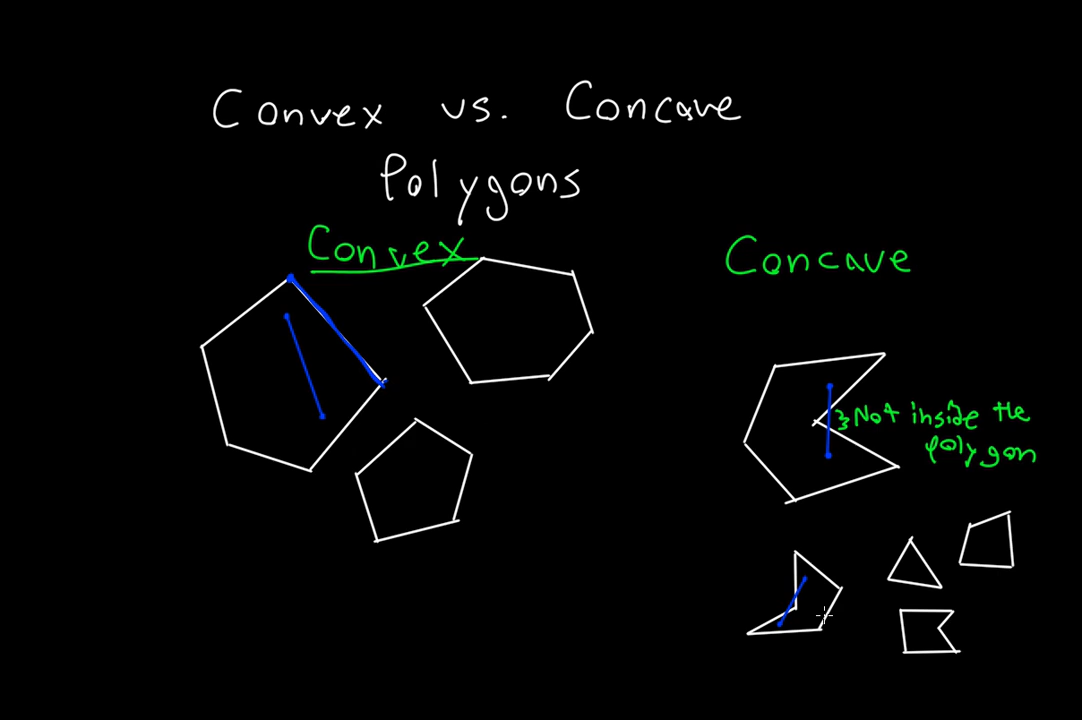 Convex vs. Concave
Polygons
Convex
Concave
Not inside the
polygon